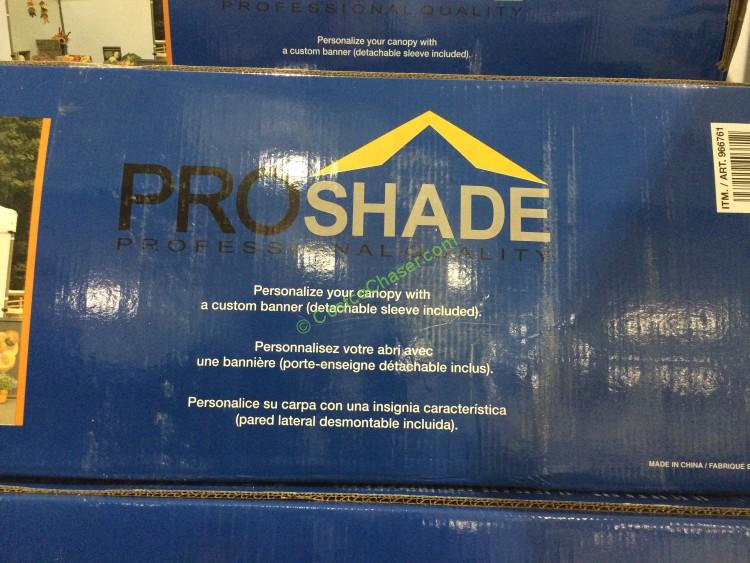 PROFESSIONAL QUALITY
Personalize your canopy with
a custom banner (detachable sleeve included).
PROSHADE
PROFESSIONAL QUALITY
Personalize your canopy with
a custom banner (detachable sleeve included).
© CostcoChaser.com
Personnalisez votre abri avec
une bannière (porte-enseigne détachable inclus).
Personalice su carpa con una insignia característica
(pared lateral desmontable incluida).
ITM. / ART. 966761
MADE IN CHINA / FABRIQUE